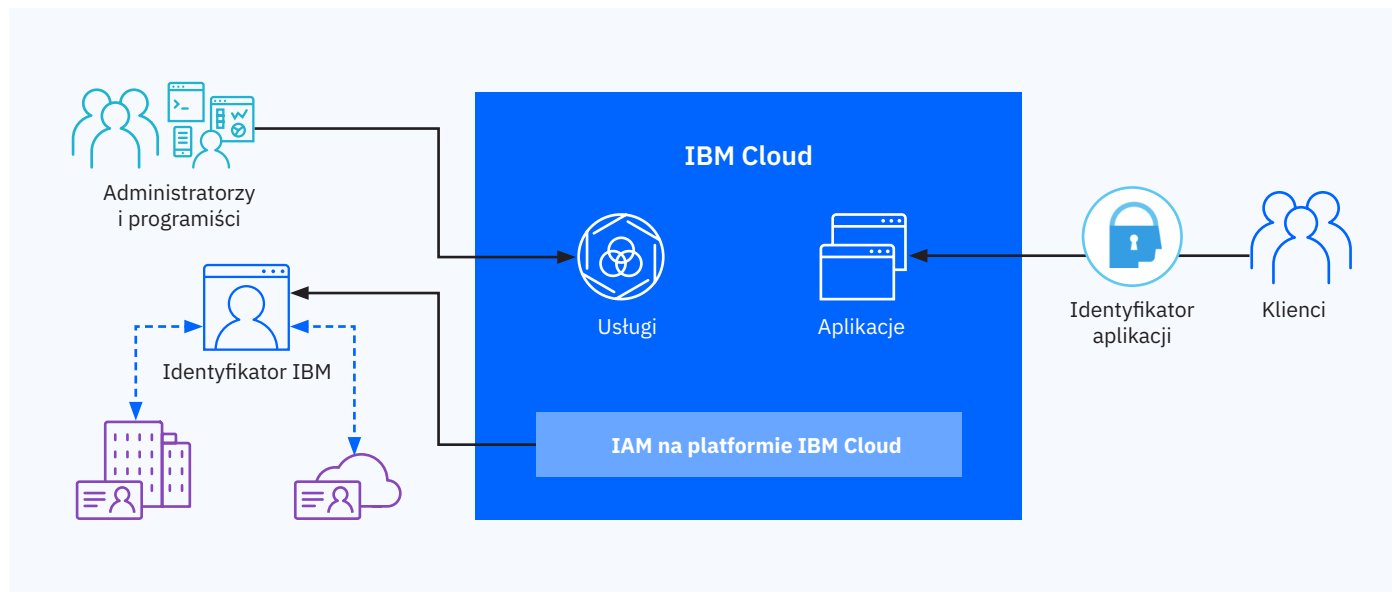 Administratorzy
i programiści
Identyfikator IBM
IBM Cloud
Usługi
Aplikacje
IAM na platformie IBM Cloud
Identyfikator
aplikacji
Klienci